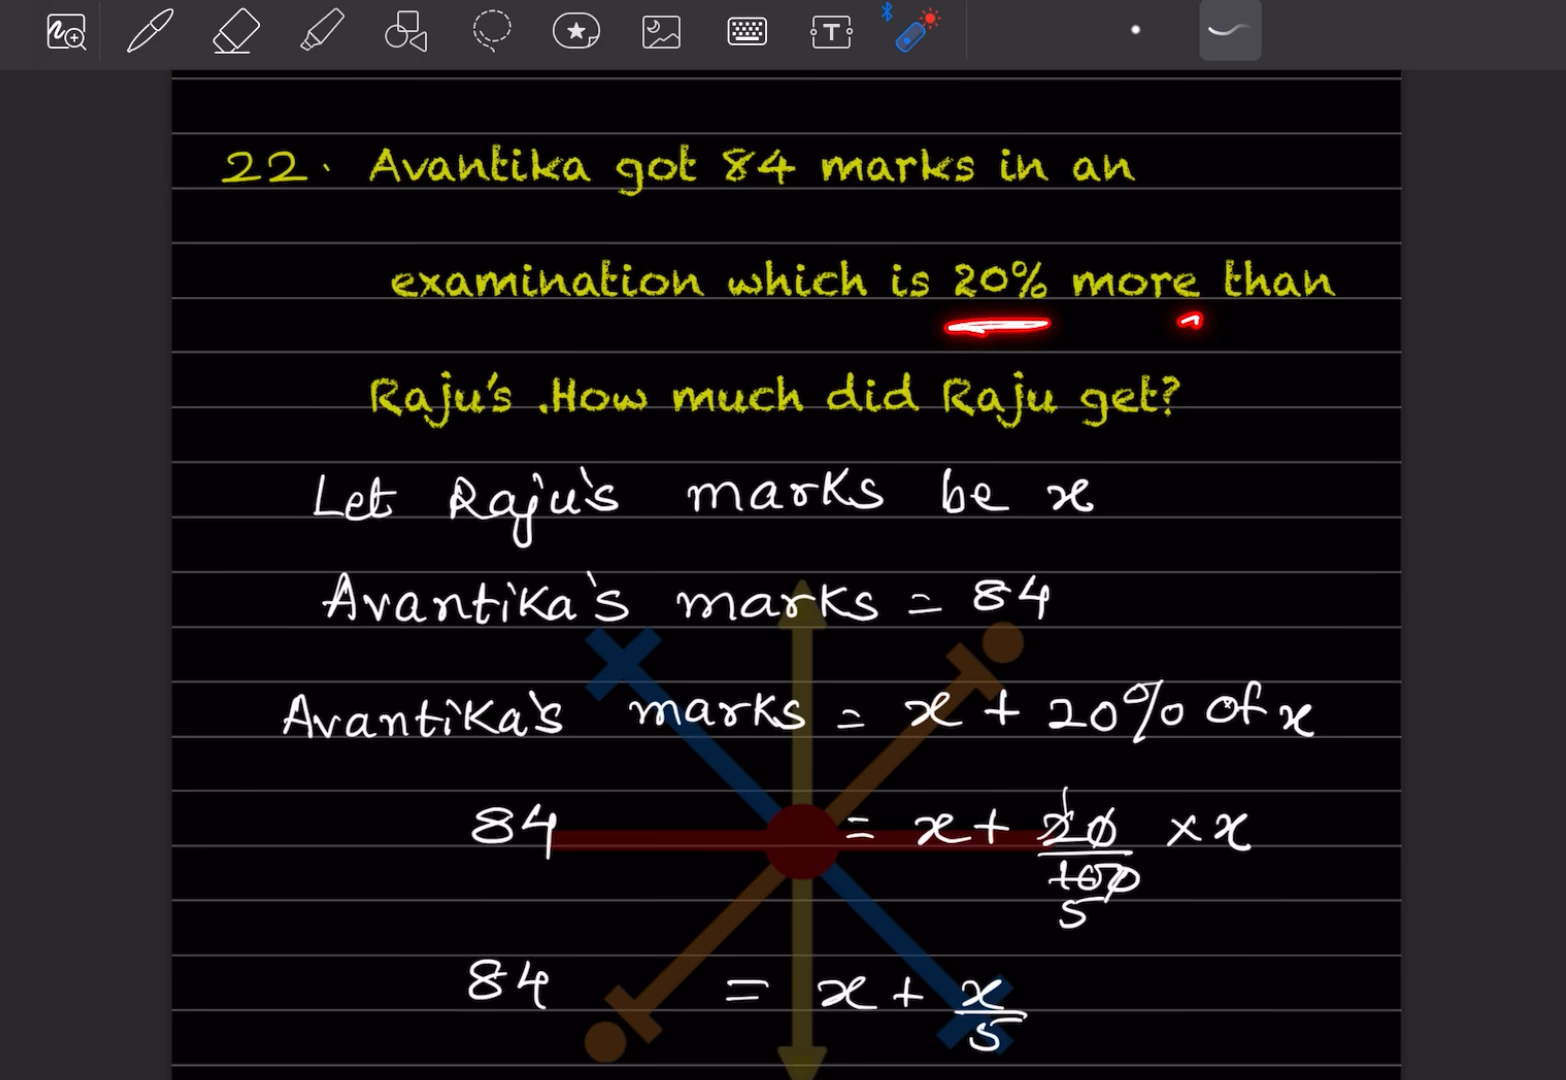 22. Avantika got 84 marks in an
examination which is 20% more than
Raju's .How much did Raju get?
Let Raju's marks be x
Avantika's marks = 84
Avantika's marks = x + 20% of x
84 = x + 20/100 × x
1
5
84 = x + x/5